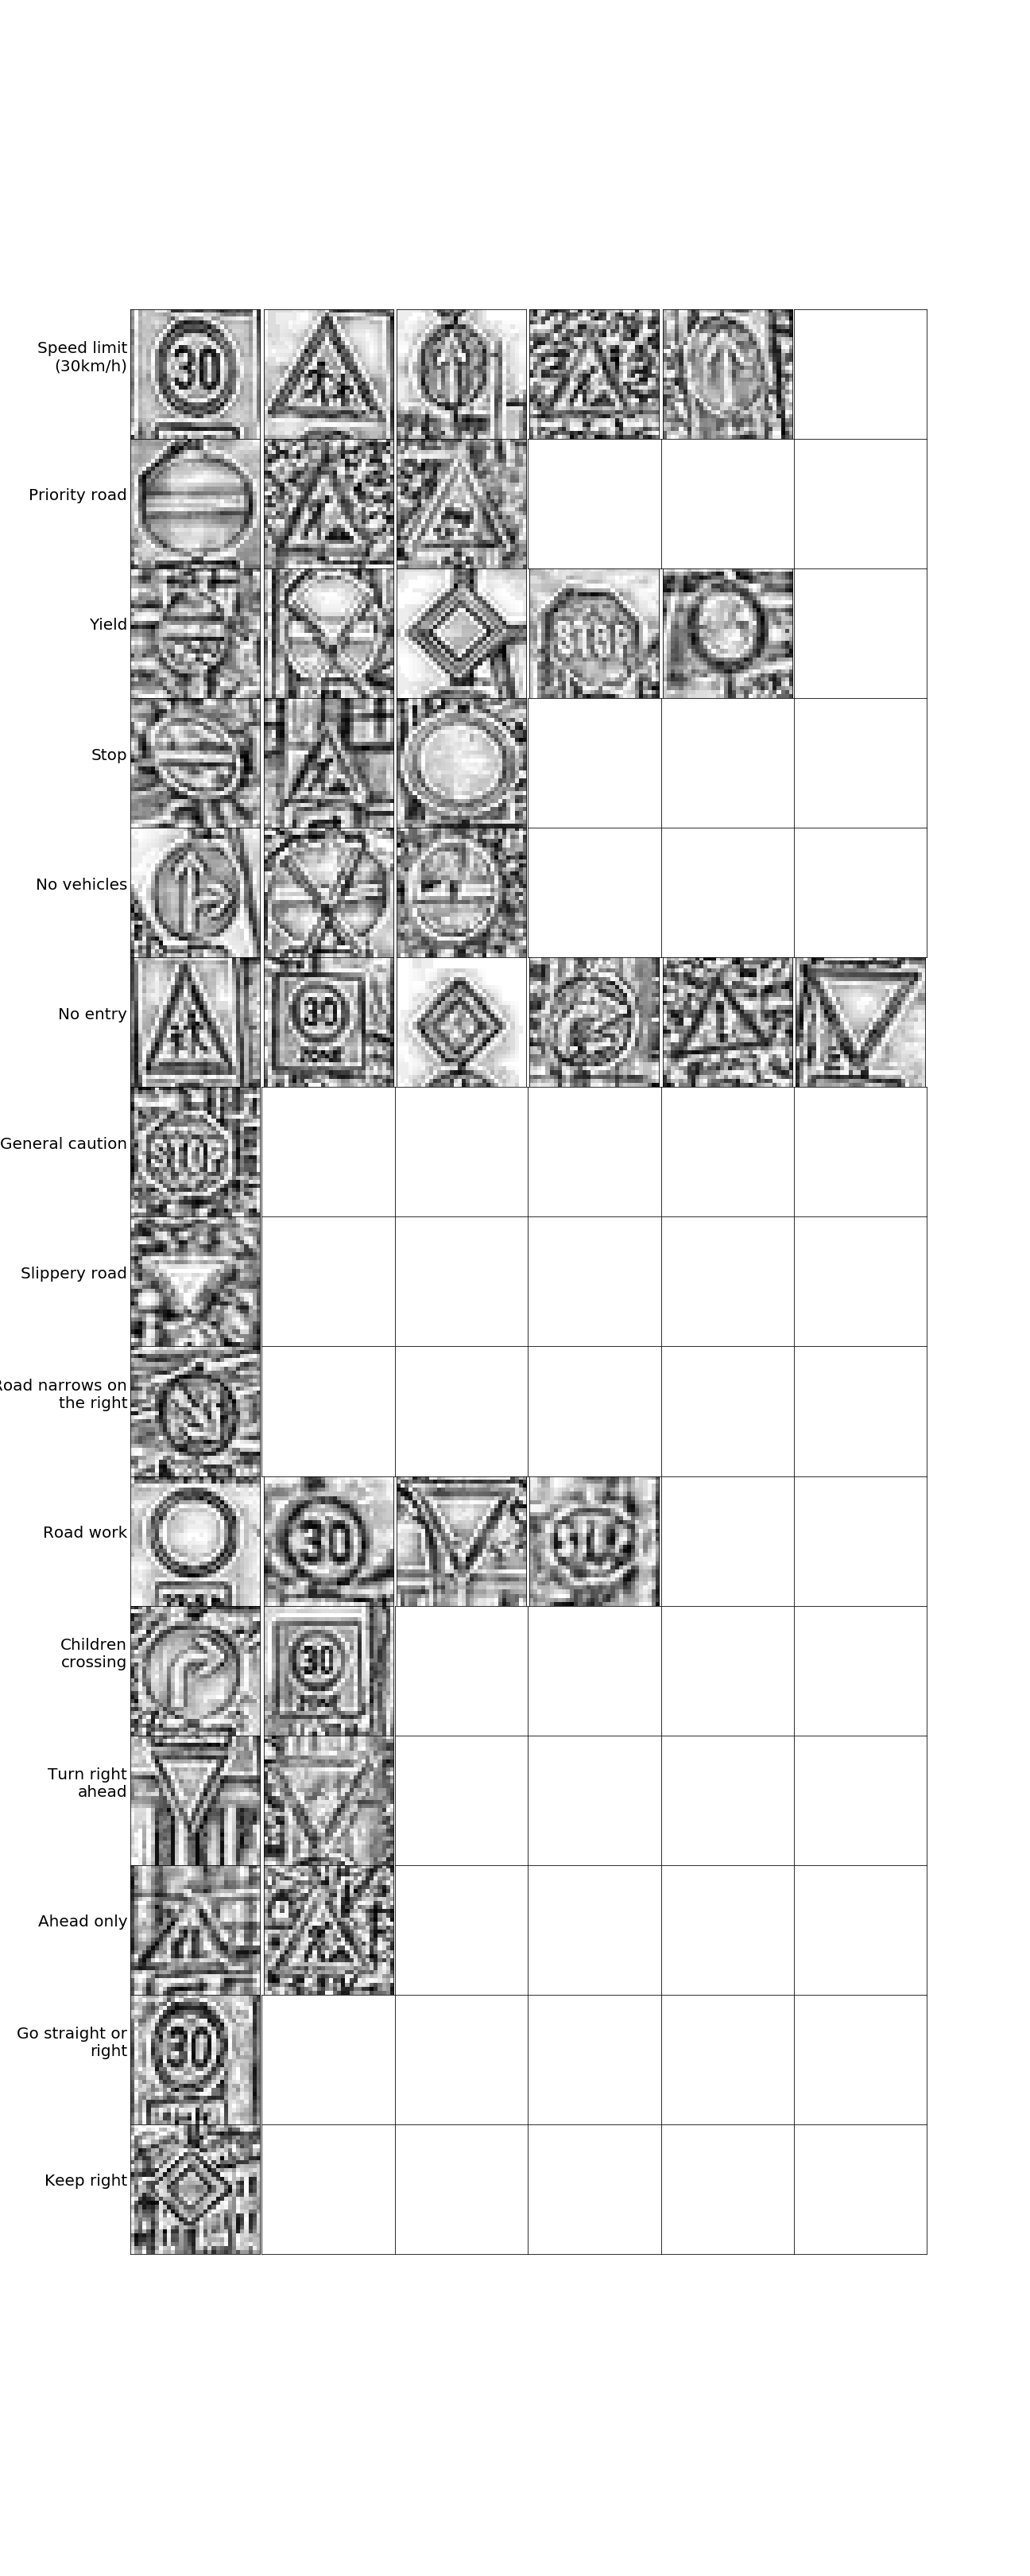 Speed limit
(30km/h)
30
Priority road
Yield
STOP
Stop
No vehicles
No entry
30
ZONE
General caution
STOP
Slippery road
Road narrows on
the right
Road work
30
Children
crossing
30
Turn right
ahead
Ahead only
Go straight or
right
30
Keep right